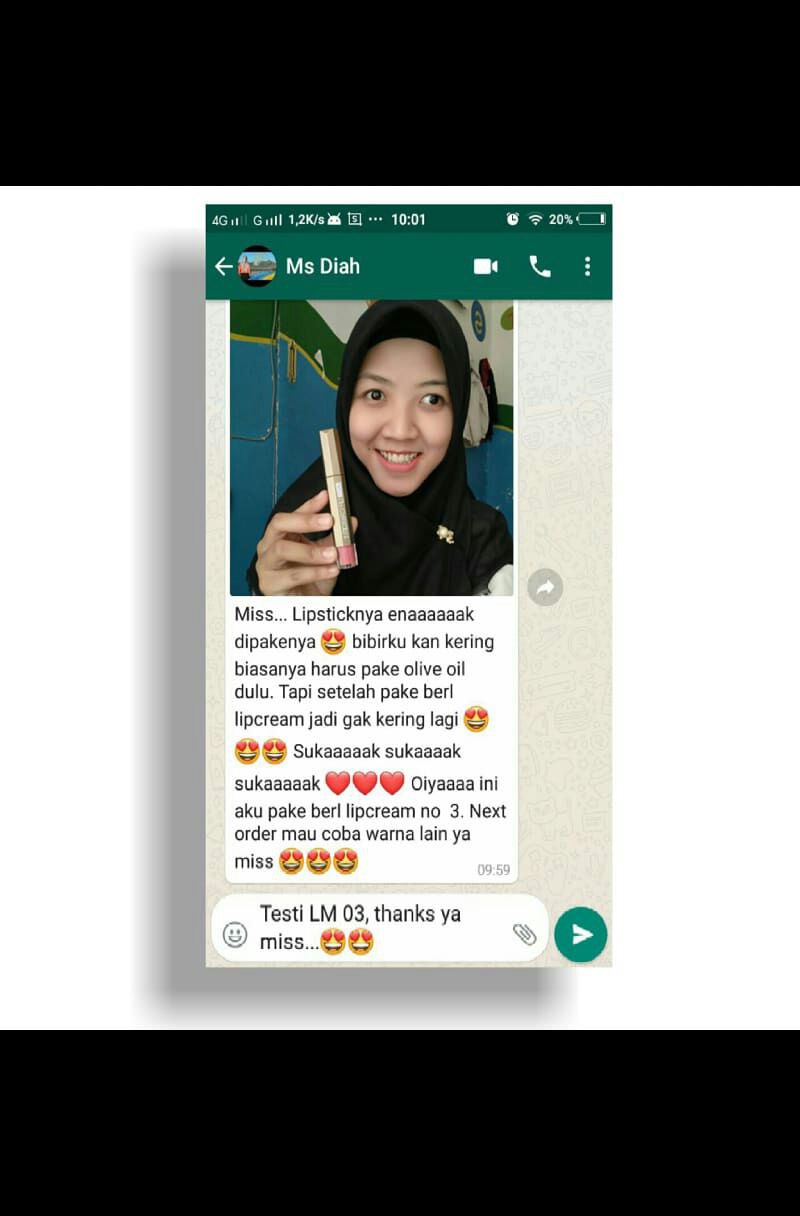 4G G 1,2K/s S ... 10:01 20%
Ms Diah
Miss... Lipsticknya enaaaaaak
dipakenya 😍 bibirku kan kering
biasanya harus pake olive oil
dulu. Tapi setelah pake berl
lipcream jadi gak kering lagi 😍
😍😍 Sukaaaaak sukaaaak
sukaaaaak ❤️❤️❤️ Oiyaaaa ini
aku pake berl lipcream no 3. Next
order mau coba warna lain ya
miss 😍😍😍
09:59
Testi LM 03, thanks ya
miss...😍😍